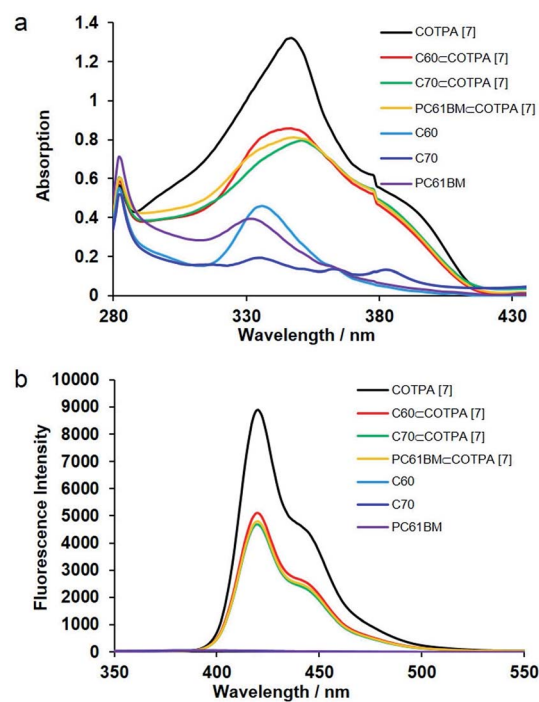 a
1.4
1.2
1
0.8
0.6
0.4
0.2
0
Absorption
280
330
380
430
Wavelength / nm
COTPA [7]
C60⊂COTPA [7]
C70⊂COTPA [7]
PC61BM⊂COTPA [7]
C60
C70
PC61BM
b
10000
9000
8000
7000
6000
5000
4000
3000
2000
1000
0
Fluorescence Intensity
350
400
450
500
550
Wavelength / nm
COTPA [7]
C60⊂COTPA [7]
C70⊂COTPA [7]
PC61BM⊂COTPA [7]
C60
C70
PC61BM